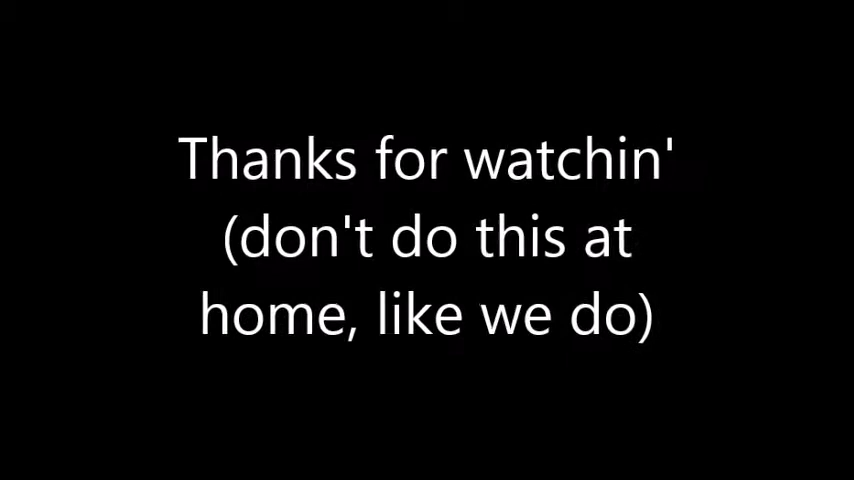 Thanks for watchin'
(don't do this at
home, like we do)